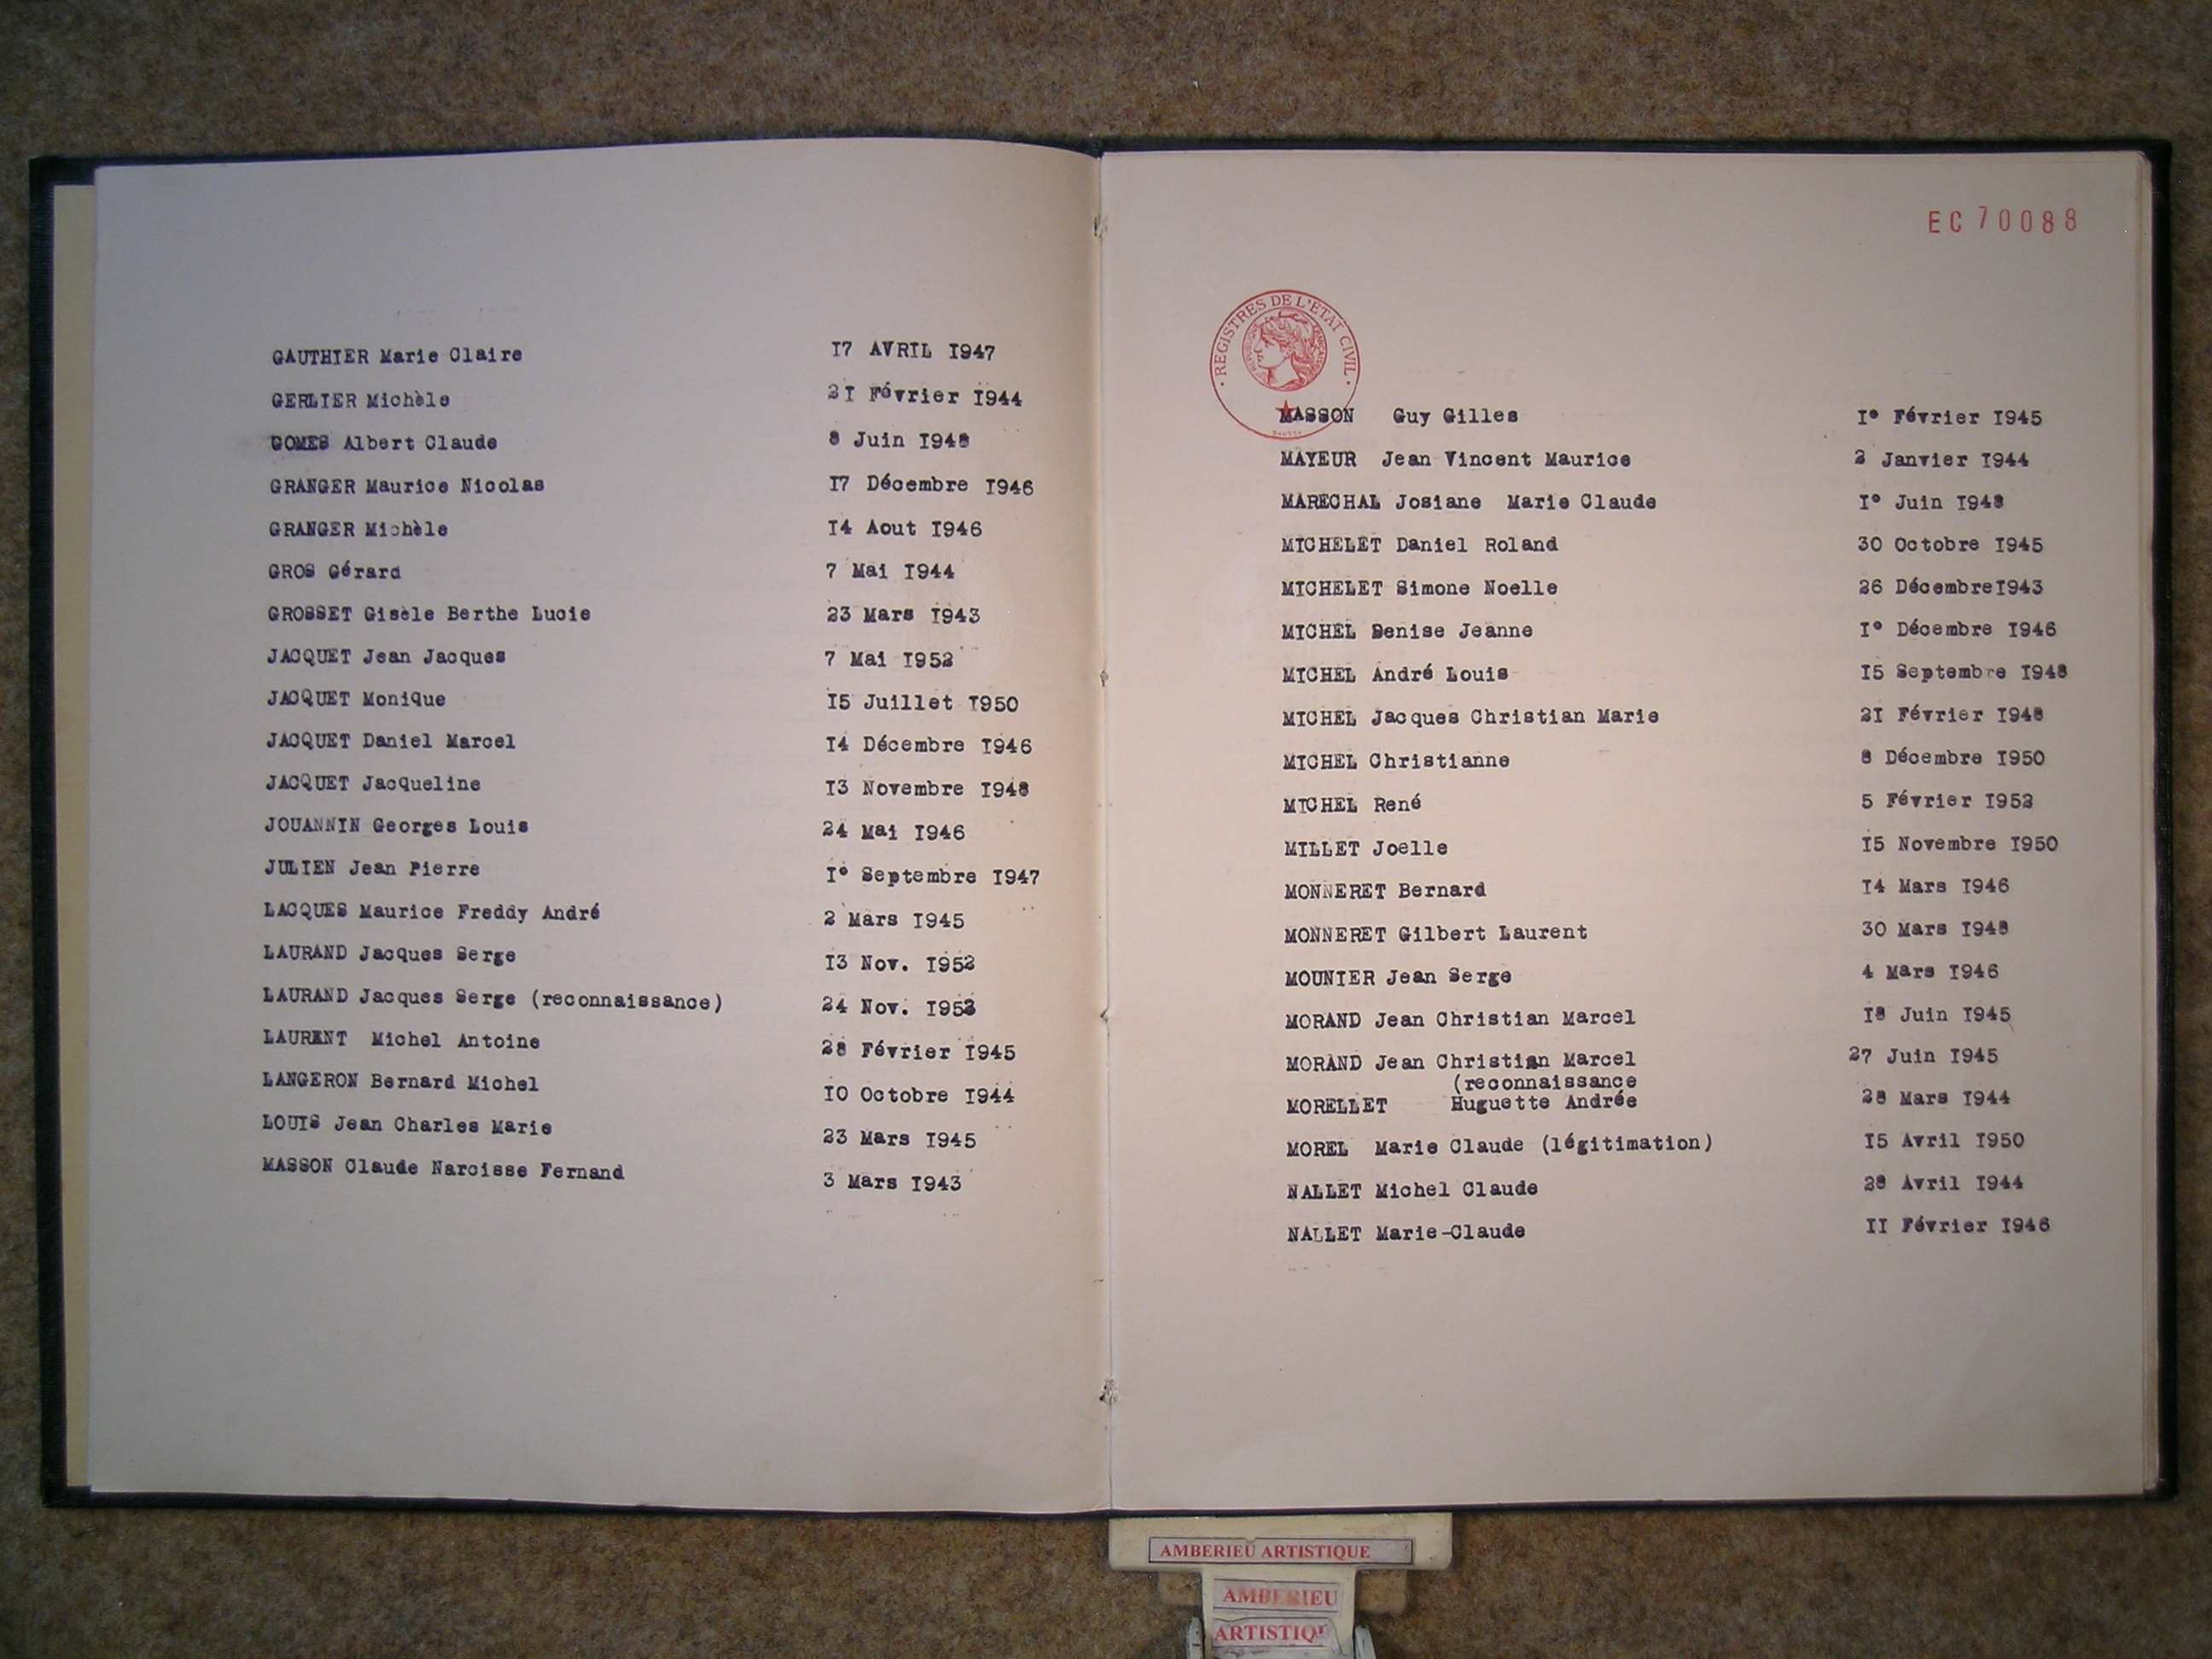 GAUTHIER Marie Claire 17 AVRIL 1947
GERLIER Michèle 21 Février 1944
GOMES Albert Claude 8 Juin 1948
GRANGER Maurice Nicolas 17 Décembre 1946
GRANGER Michèle 14 Aout 1946
GROS Gérard 7 Mai 1944
GROSSET Gisèle Berthe Lucie 23 Mars 1943
JACQUET Jean Jacques 7 Mai 1952
JACQUET Monique 15 Juillet 1950
JACQUET Daniel Marcel 14 Décembre 1946
JACQUET Jacqueline 13 Novembre 1948
JOUANNIN Georges Louis 24 Mai 1946
JULIEN Jean Pierre 1° Septembre 1947
LACQUES Maurice Freddy André 2 Mars 1945
LAURAND Jacques Serge 13 Nov. 1952
LAURAND Jacques Serge (reconnaissance) 24 Nov. 1952
LAURENT Michel Antoine 28 Février 1945
LANGERON Bernard Michel 10 Octobre 1944
LOUIS Jean Charles Marie 23 Mars 1945
MASSON Claude Narcisse Fernand 3 Mars 1943
EC 70088
REGISTRES DE L'ETAT CIVIL
REPUBLIQUE FRANCAISE
MASSON Guy Gilles 1° Février 1945
MAYEUR Jean Vincent Maurice 2 Janvier 1944
MARECHAL Josiane Marie Claude 1° Juin 1948
MICHELET Daniel Roland 30 Octobre 1945
MICHELET Simone Noelle 26 Décembre1943
MICHEL Denise Jeanne 1° Décembre 1946
MICHEL André Louis 15 Septembre 1948
MICHEL Jacques Christian Marie 21 Février 1948
MICHEL Christianne 8 Décembre 1950
MICHEL René 5 Février 1952
MILLET Joelle 15 Novembre 1950
MONNERET Bernard 14 Mars 1946
MONNERET Gilbert Laurent 30 Mars 1948
MOUNIER Jean Serge 4 Mars 1946
MORAND Jean Christian Marcel 18 Juin 1945
MORAND Jean Christian Marcel 27 Juin 1945
(reconnaissance
MORELLET Huguette Andrée 28 Mars 1944
MOREL Marie Claude (légitimation) 15 Avril 1950
NALLET Michel Claude 28 Avril 1944
NALLET Marie-Claude 11 Février 1946
AMBERIEU ARTISTIQUE
AMBERIEU
ARTISTIQU